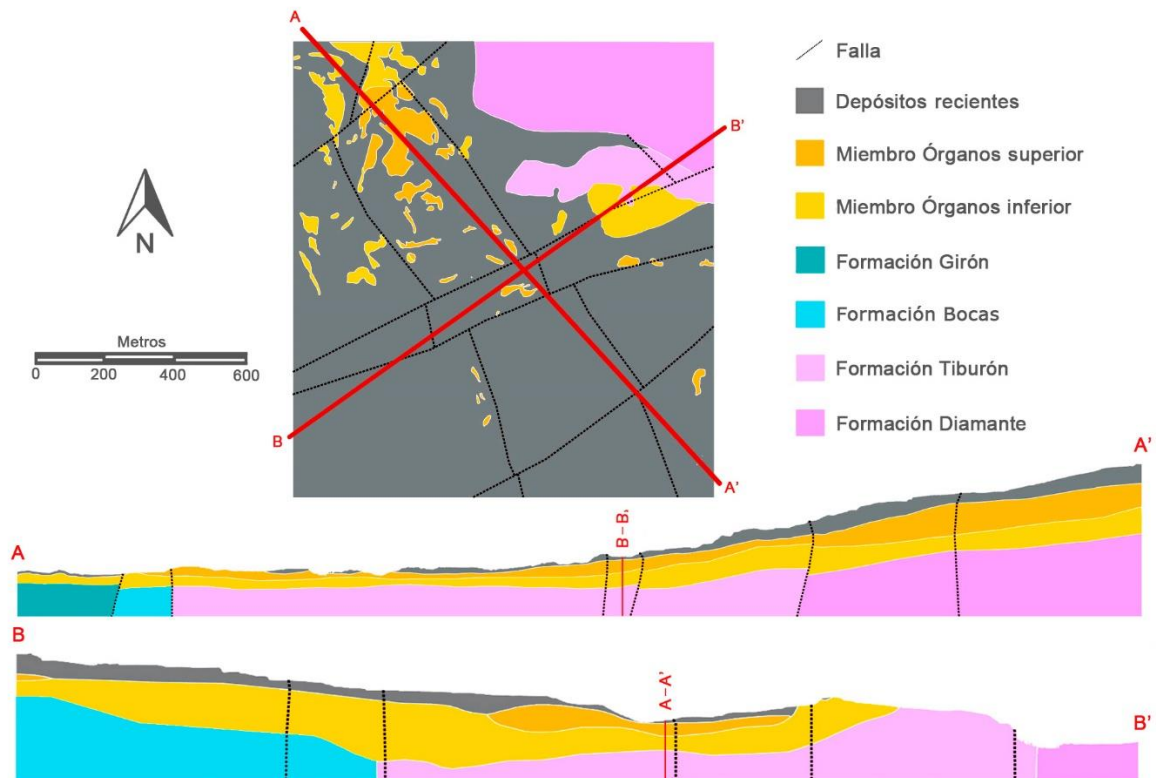 A
B'
B
A'
N
Metros
0 200 400 600
Falla
Depósitos recientes
Miembro Órganos superior
Miembro Órganos inferior
Formación Girón
Formación Bocas
Formación Tiburón
Formación Diamante
A
B-B'
A'
B
A-A'
B'